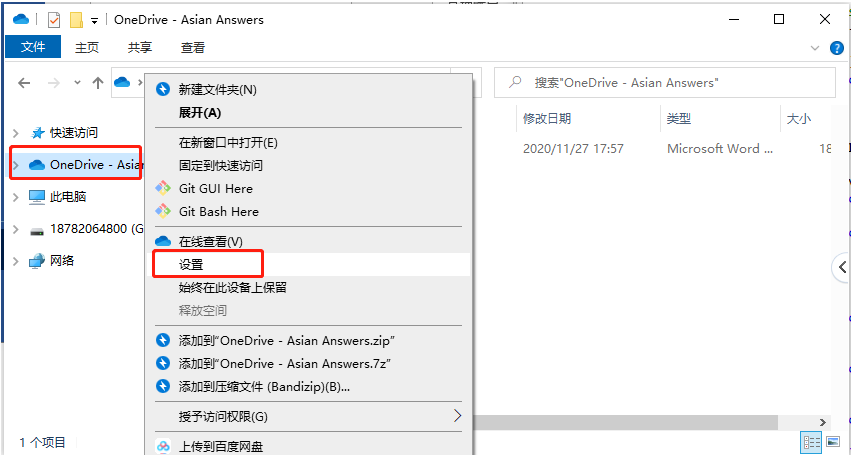 OneDrive - Asian Answers
文件 主页 共享 查看
搜索"OneDrive - Asian Answers"
修改日期 类型 大小
2020/11/27 17:57 Microsoft Word ... 18
快速访问
OneDrive - Asian
此电脑
18782064800 (G
网络
新建文件夹(N)
展开(A)
在新窗口中打开(E)
固定到快速访问
Git GUI Here
Git Bash Here
在线查看(V)
设置
始终在此设备上保留
释放空间
添加到“OneDrive - Asian Answers.zip”
添加到“OneDrive - Asian Answers.7z”
添加到压缩文件 (Bandizip)(B)...
授予访问权限(G)
上传到百度网盘
1 个项目